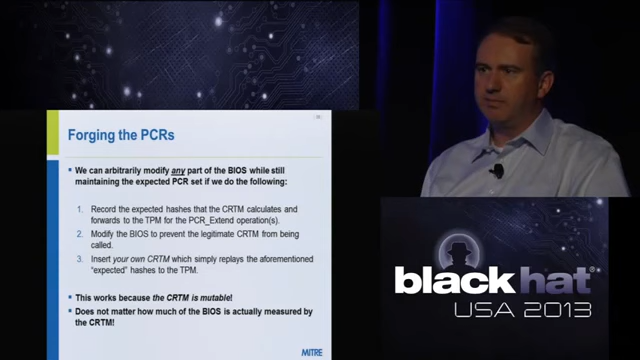 Forging the PCRs
▪ We can arbitrarily modify any part of the BIOS while still
maintaining the expected PCR set if we do the following:
1. Record the expected hashes that the CRTM calculates and
forwards to the TPM for the PCR_Extend operation(s).
2. Modify the BIOS to prevent the legitimate CRTM from being
called.
3. Insert your own CRTM which simply replays the aforementioned
"expected" hashes to the TPM.
▪ This works because the CRTM is mutable!
▪ Does not matter how much of the BIOS is actually measured by
the CRTM!
MITRE
black hat®
USA 2013